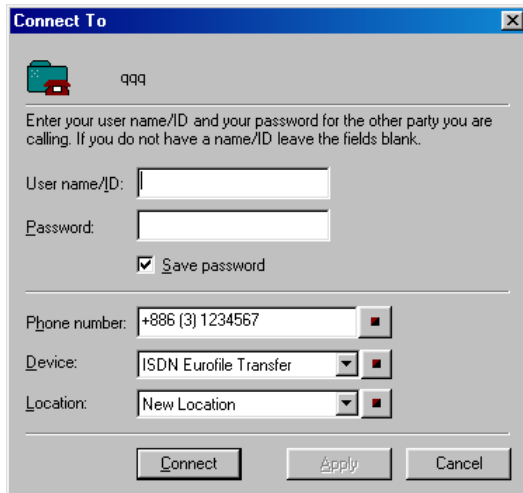 Connect To
qqq
Enter your user name/ID and your password for the other party you are
calling. If you do not have a name/ID leave the fields blank.
User name/ID:
Password:
Save password
Phone number: +886 (3) 1234567
Device: ISDN Eurofile Transfer
Location: New Location
Connect Apply Cancel